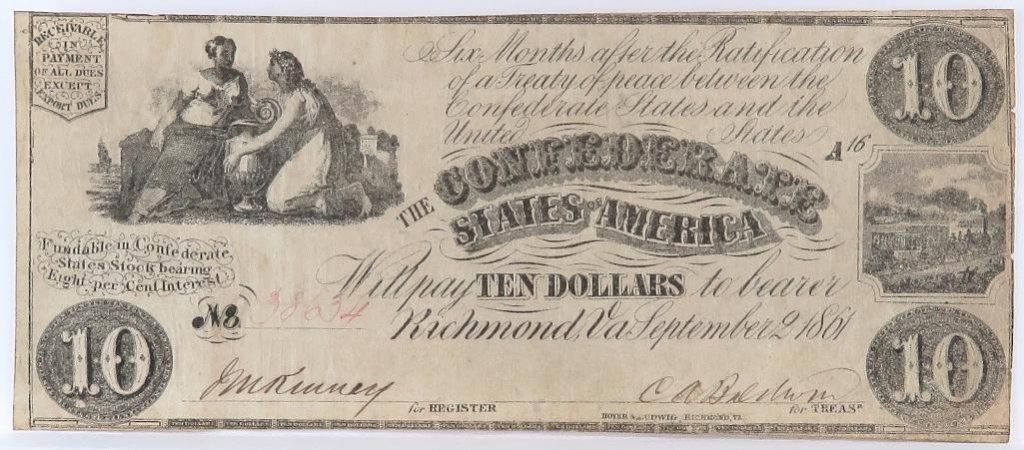 RECEIVABLE
IN
PAYMENT
OF ALL DUES
EXCEPT
EXPORT DUES
Six Months after the Ratification
of a Treaty of peace between the
Confederate States and the
United States
10
A 16
THE CONFEDERATE
STATES OF AMERICA
Fundable in Confederate
States Stock bearing
Eight per Cent Interest
Will pay TEN DOLLARS to bearer
No 38634
Richmond, Va September 2 1861
10
10
for REGISTER
for TREASR
HOYER & LUDWIG, RICHMOND, VA.